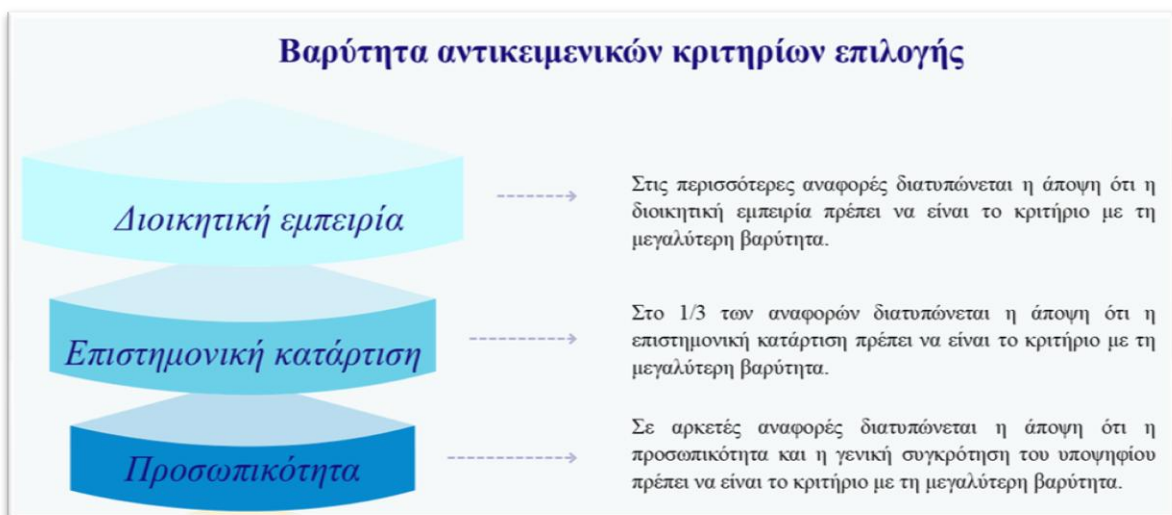 Βαρύτητα αντικειμενικών κριτηρίων επιλογής
Διοικητική εμπειρία
Στις περισσότερες αναφορές διατυπώνεται η άποψη ότι η
διοικητική εμπειρία πρέπει να είναι το κριτήριο με τη
μεγαλύτερη βαρύτητα.
Επιστημονική κατάρτιση
Στο 1/3 των αναφορών διατυπώνεται η άποψη ότι η
επιστημονική κατάρτιση πρέπει να είναι το κριτήριο με τη
μεγαλύτερη βαρύτητα.
Προσωπικότητα
Σε αρκετές αναφορές διατυπώνεται η άποψη ότι η
προσωπικότητα και η γενική συγκρότηση του υποψηφίου
πρέπει να είναι το κριτήριο με τη μεγαλύτερη βαρύτητα.